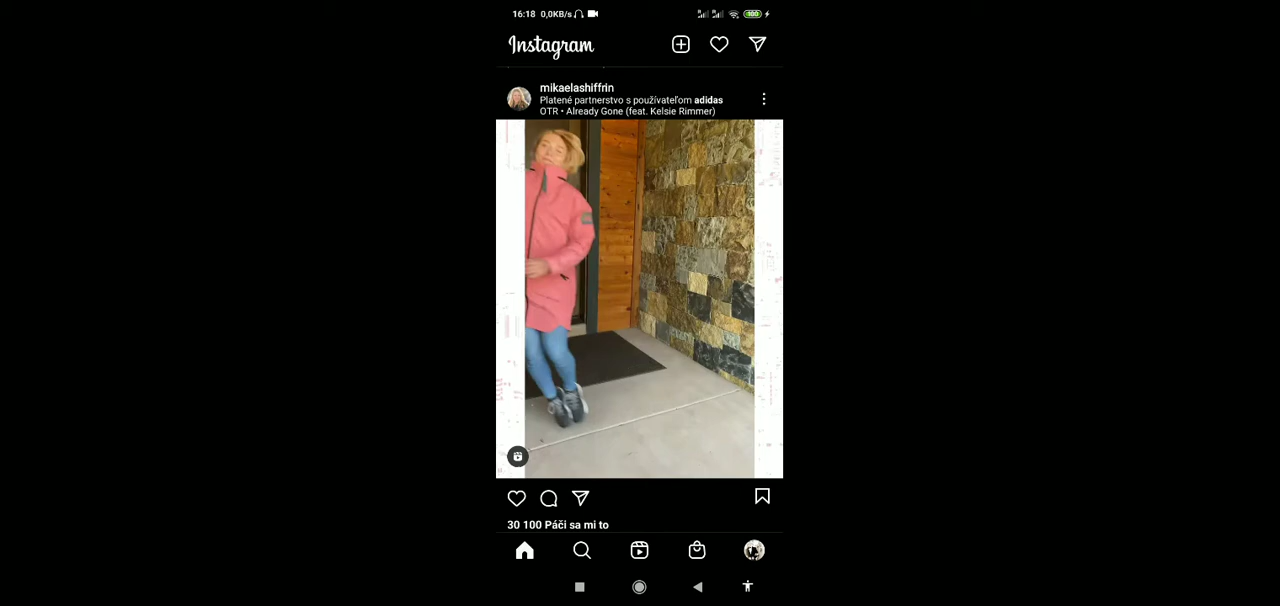 16:18 0,0KB/s
100
Instagram
mikaelashiffrin
Platené partnerstvo s používateľom adidas
OTR • Already Gone (feat. Kelsie Rimmer)
30 100 Páči sa mi to